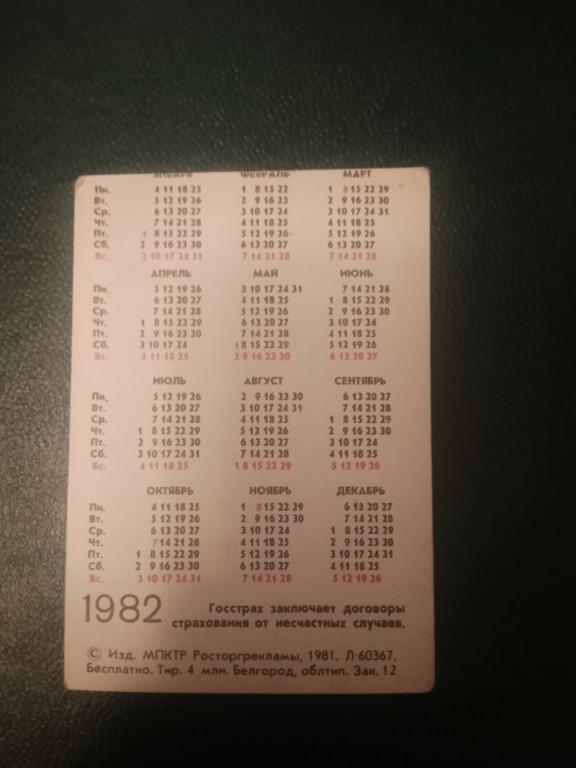 ЯНВАРЬ ФЕВРАЛЬ МАРТ
Пн. 4 11 18 25 1 8 15 22 1 8 15 22 29
Вт. 5 12 19 26 2 9 16 23 2 9 16 23 30
Ср. 6 13 20 27 3 10 17 24 3 10 17 24 31
Чт. 7 14 21 28 4 11 18 25 4 11 18 25
Пт. 1 8 15 22 29 5 12 19 26 5 12 19 26
Сб. 2 9 16 23 30 6 13 20 27 6 13 20 27
Вс. 3 10 17 24 31 7 14 21 28 7 14 21 28
АПРЕЛЬ МАЙ ИЮНЬ
Пн. 5 12 19 26 3 10 17 24 31 7 14 21 28
Вт. 6 13 20 27 4 11 18 25 1 8 15 22 29
Ср. 7 14 21 28 5 12 19 26 2 9 16 23 30
Чт. 1 8 15 22 29 6 13 20 27 3 10 17 24
Пт. 2 9 16 23 30 7 14 21 28 4 11 18 25
Сб. 3 10 17 24 1 8 15 22 29 5 12 19 26
Вс. 4 11 18 25 2 9 16 23 30 6 13 20 27
ИЮЛЬ АВГУСТ СЕНТЯБРЬ
Пн. 5 12 19 26 2 9 16 23 30 6 13 20 27
Вт. 6 13 20 27 3 10 17 24 31 7 14 21 28
Ср. 7 14 21 28 4 11 18 25 1 8 15 22 29
Чт. 1 8 15 22 29 5 12 19 26 2 9 16 23 30
Пт. 2 9 16 23 30 6 13 20 27 3 10 17 24
Сб. 3 10 17 24 31 7 14 21 28 4 11 18 25
Вс. 4 11 18 25 1 8 15 22 29 5 12 19 26
ОКТЯБРЬ НОЯБРЬ ДЕКАБРЬ
Пн. 4 11 18 25 1 8 15 22 29 6 13 20 27
Вт. 5 12 19 26 2 9 16 23 30 7 14 21 28
Ср. 6 13 20 27 3 10 17 24 1 8 15 22 29
Чт. 7 14 21 28 4 11 18 25 2 9 16 23 30
Пт. 1 8 15 22 29 5 12 19 26 3 10 17 24 31
Сб. 2 9 16 23 30 6 13 20 27 4 11 18 25
Вс. 3 10 17 24 31 7 14 21 28 5 12 19 26
1982 Госстрах заключает договоры
страхования от несчастных случаев.
© Изд. МПКТР Росторгрекламы, 1981. Л-60367.
Бесплатно. Тир. 4 млн. Белгород, облтип. Зак. 12